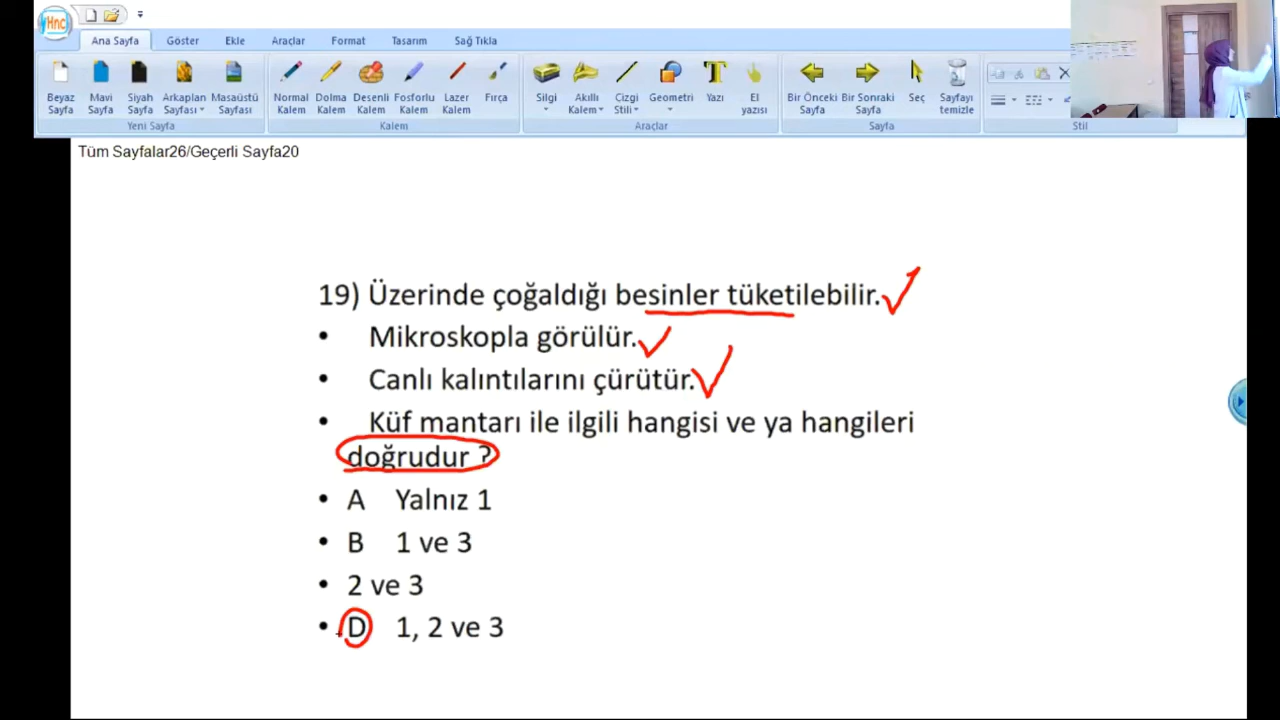 Hnc
Ana Sayfa Göster Ekle Araçlar Format Tasarım Sağ Tıkla
Beyaz Sayfa Mavi Sayfa Siyah Sayfa Arkaplan Sayfası Masaüstü Sayfası
Normal Kalem Dolma Kalem Desenli Kalem Fosforlu Kalem Lazer Kalem Fırça
Silgi Akıllı Kalem Çizgi Stili Geometri Yazı El yazısı
Bir Önceki Sayfa Bir Sonraki Sayfa Seç Sayfayı temizle
Yeni Sayfa Kalem Araçlar Sayfa Stil
Tüm Sayfalar26/Geçerli Sayfa20
19) Üzerinde çoğaldığı besinler tüketilebilir.
• Mikroskopla görülür.
• Canlı kalıntılarını çürütür.
• Küf mantarı ile ilgili hangisi ve ya hangileri
doğrudur ?
• A Yalnız 1
• B 1 ve 3
• 2 ve 3
• D 1, 2 ve 3